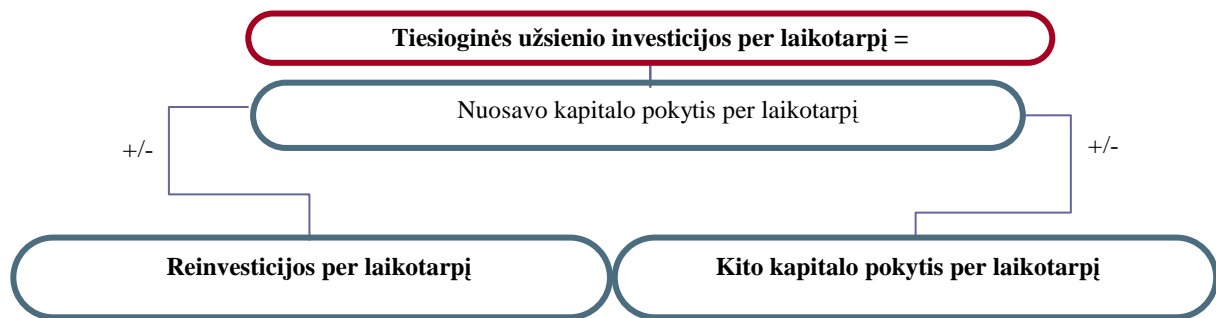 Tiesioginės užsienio investicijos per laikotarpį =
Nuosavo kapitalo pokytis per laikotarpį
+/-
+/-
Reinvesticijos per laikotarpį
Kito kapitalo pokytis per laikotarpį